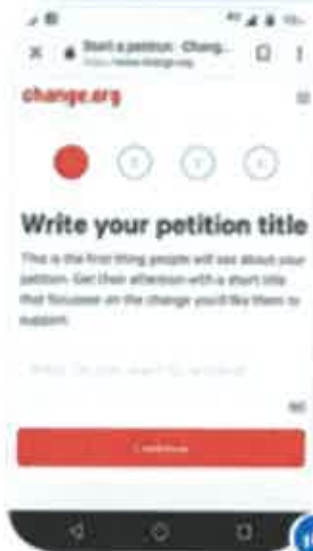 Start a petition · Chang...
change.org
Write your petition title
This is the first thing people will see about your
petition. Get their attention with a short title
that focusses on the change you'd like them to
support.
Continue